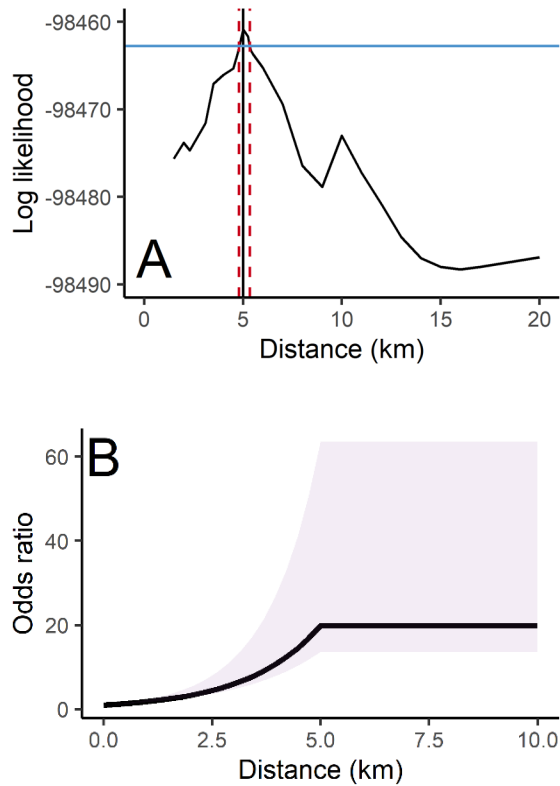 -98460
-98470
-98480
-98490
Log likelihood
A
0 5 10 15 20
Distance (km)
B
60
40
20
0
Odds ratio
0.0 2.5 5.0 7.5 10.0
Distance (km)